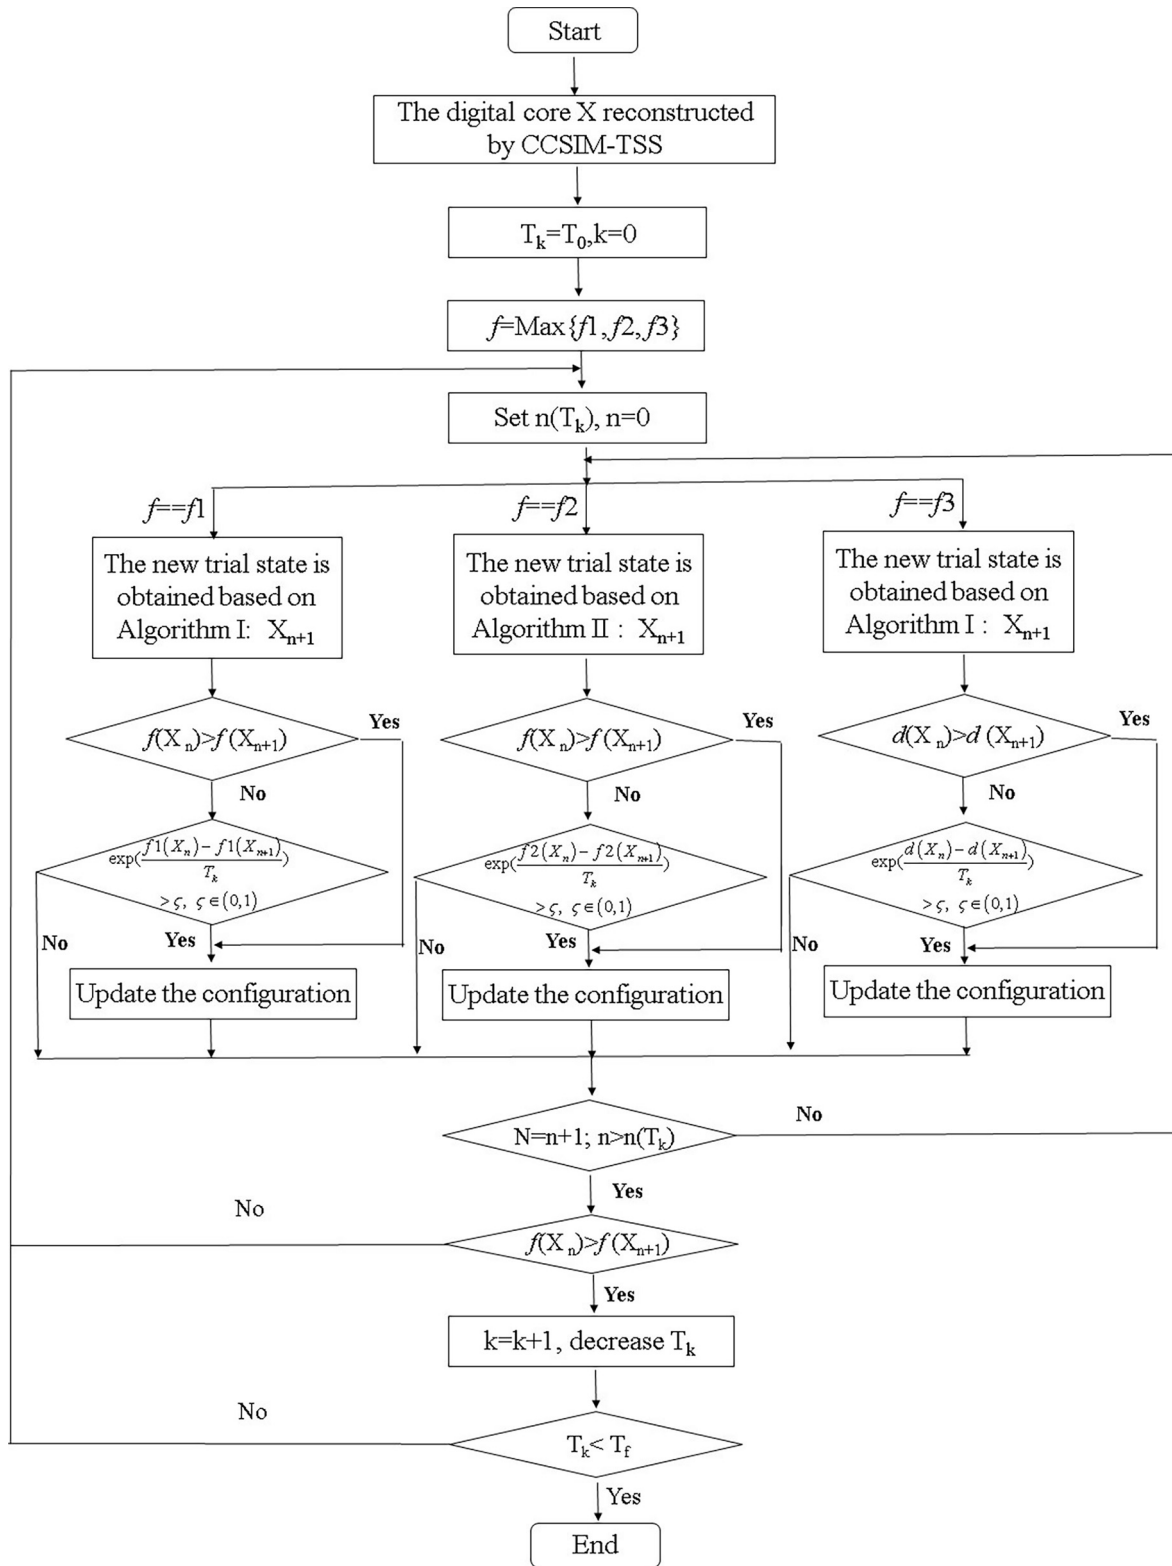 Start
The digital core X reconstructed
by CCSIM-TSS
Tₖ=T₀,k=0
f=Max{f1,f2,f3}
Set n(Tₖ), n=0
f==f1
The new trial state is
obtained based on
Algorithm I: Xₙ₊₁
f(Xₙ)>f(Xₙ₊₁)
Yes
No
exp((f1(Xₙ)−f1(Xₙ₊₁))/Tₖ)
>ς, ς∈(0,1)
No
Yes
Update the configuration
f==f2
The new trial state is
obtained based on
Algorithm II : Xₙ₊₁
f(Xₙ)>f(Xₙ₊₁)
Yes
No
exp((f2(Xₙ)−f2(Xₙ₊₁))/Tₖ)
>ς, ς∈(0,1)
No
Yes
Update the configuration
f==f3
The new trial state is
obtained based on
Algorithm I : Xₙ₊₁
d(Xₙ)>d(Xₙ₊₁)
Yes
No
exp((d(Xₙ)−d(Xₙ₊₁))/Tₖ)
>ς, ς∈(0,1)
No
Yes
Update the configuration
N=n+1; n>n(Tₖ)
No
Yes
f(Xₙ)>f(Xₙ₊₁)
No
Yes
k=k+1, decrease Tₖ
Tₖ< T_f
No
Yes
End